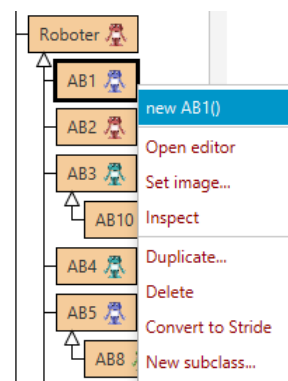 Roboter
AB1
new AB1()
AB2
Open editor
AB3
Set image...
AB10
Inspect
AB4
Duplicate...
Delete
AB5
Convert to Stride
AB8
New subclass...